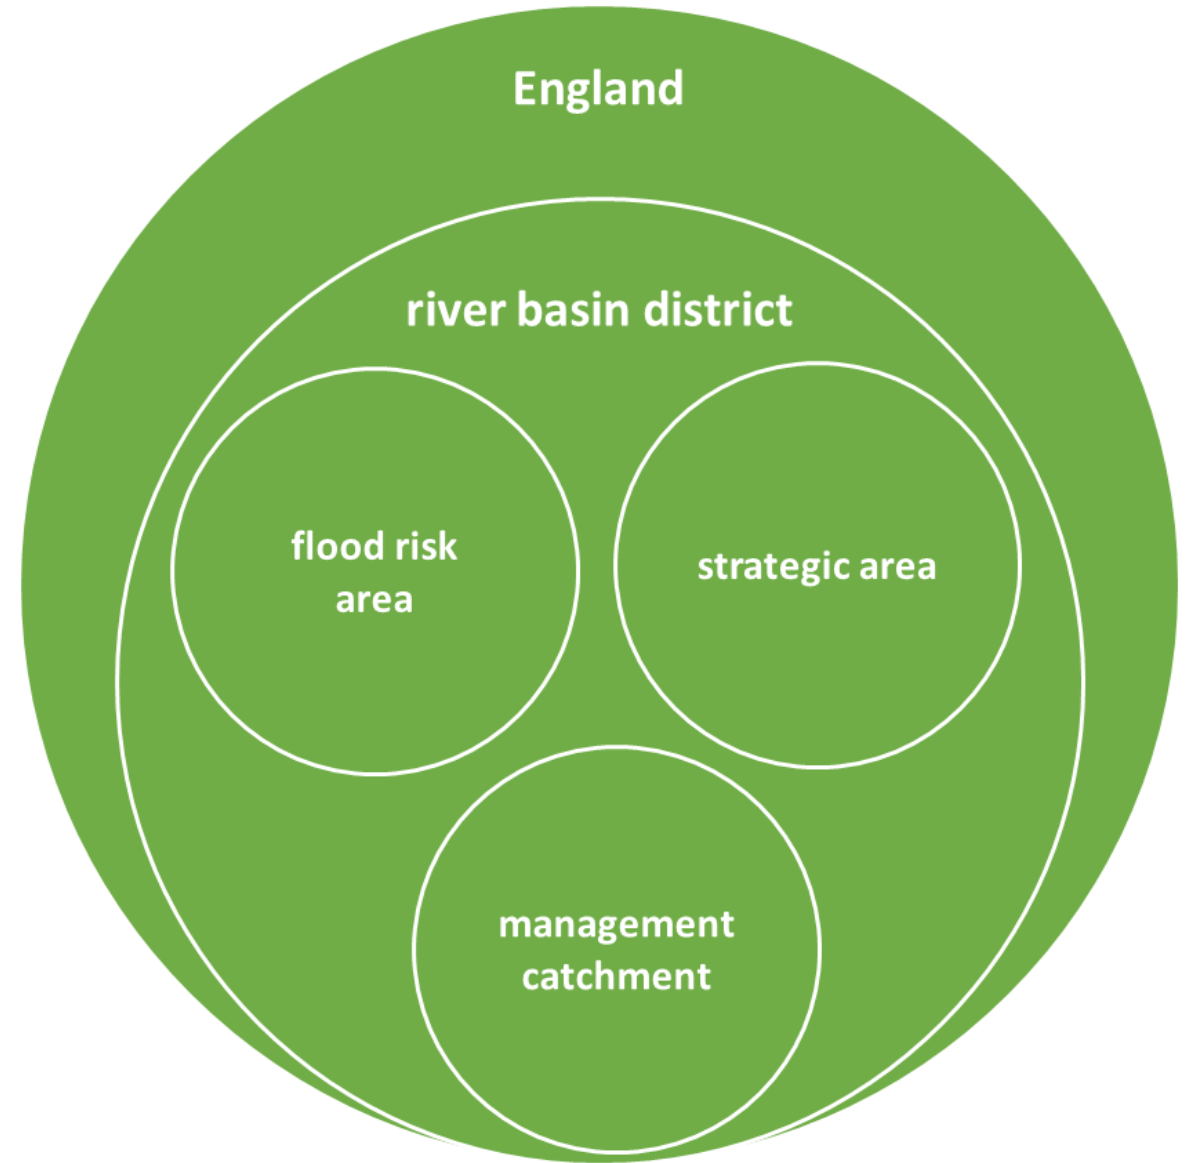 England
river basin district
flood risk
area
strategic area
management
catchment